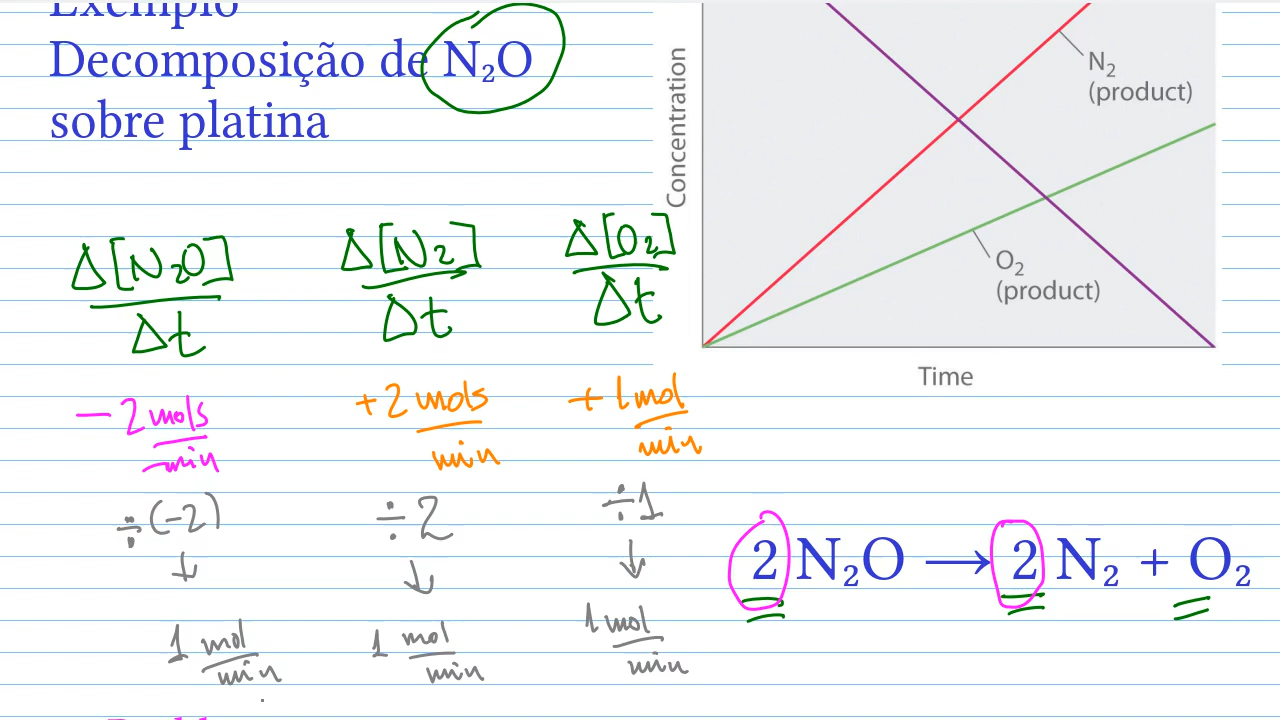 Exemplo
Decomposição de N₂O
sobre platina
Concentration
N₂
(product)
O₂
(product)
Time
Δ[N₂O] Δ[N₂] Δ[O₂]
Δt Δt Δt
− 2 mols + 2 mols + 1 mol
min min min
÷(−2) ÷2 ÷1
1 mol 1 mol 1 mol
min min min
2 N₂O → 2 N₂ + O₂